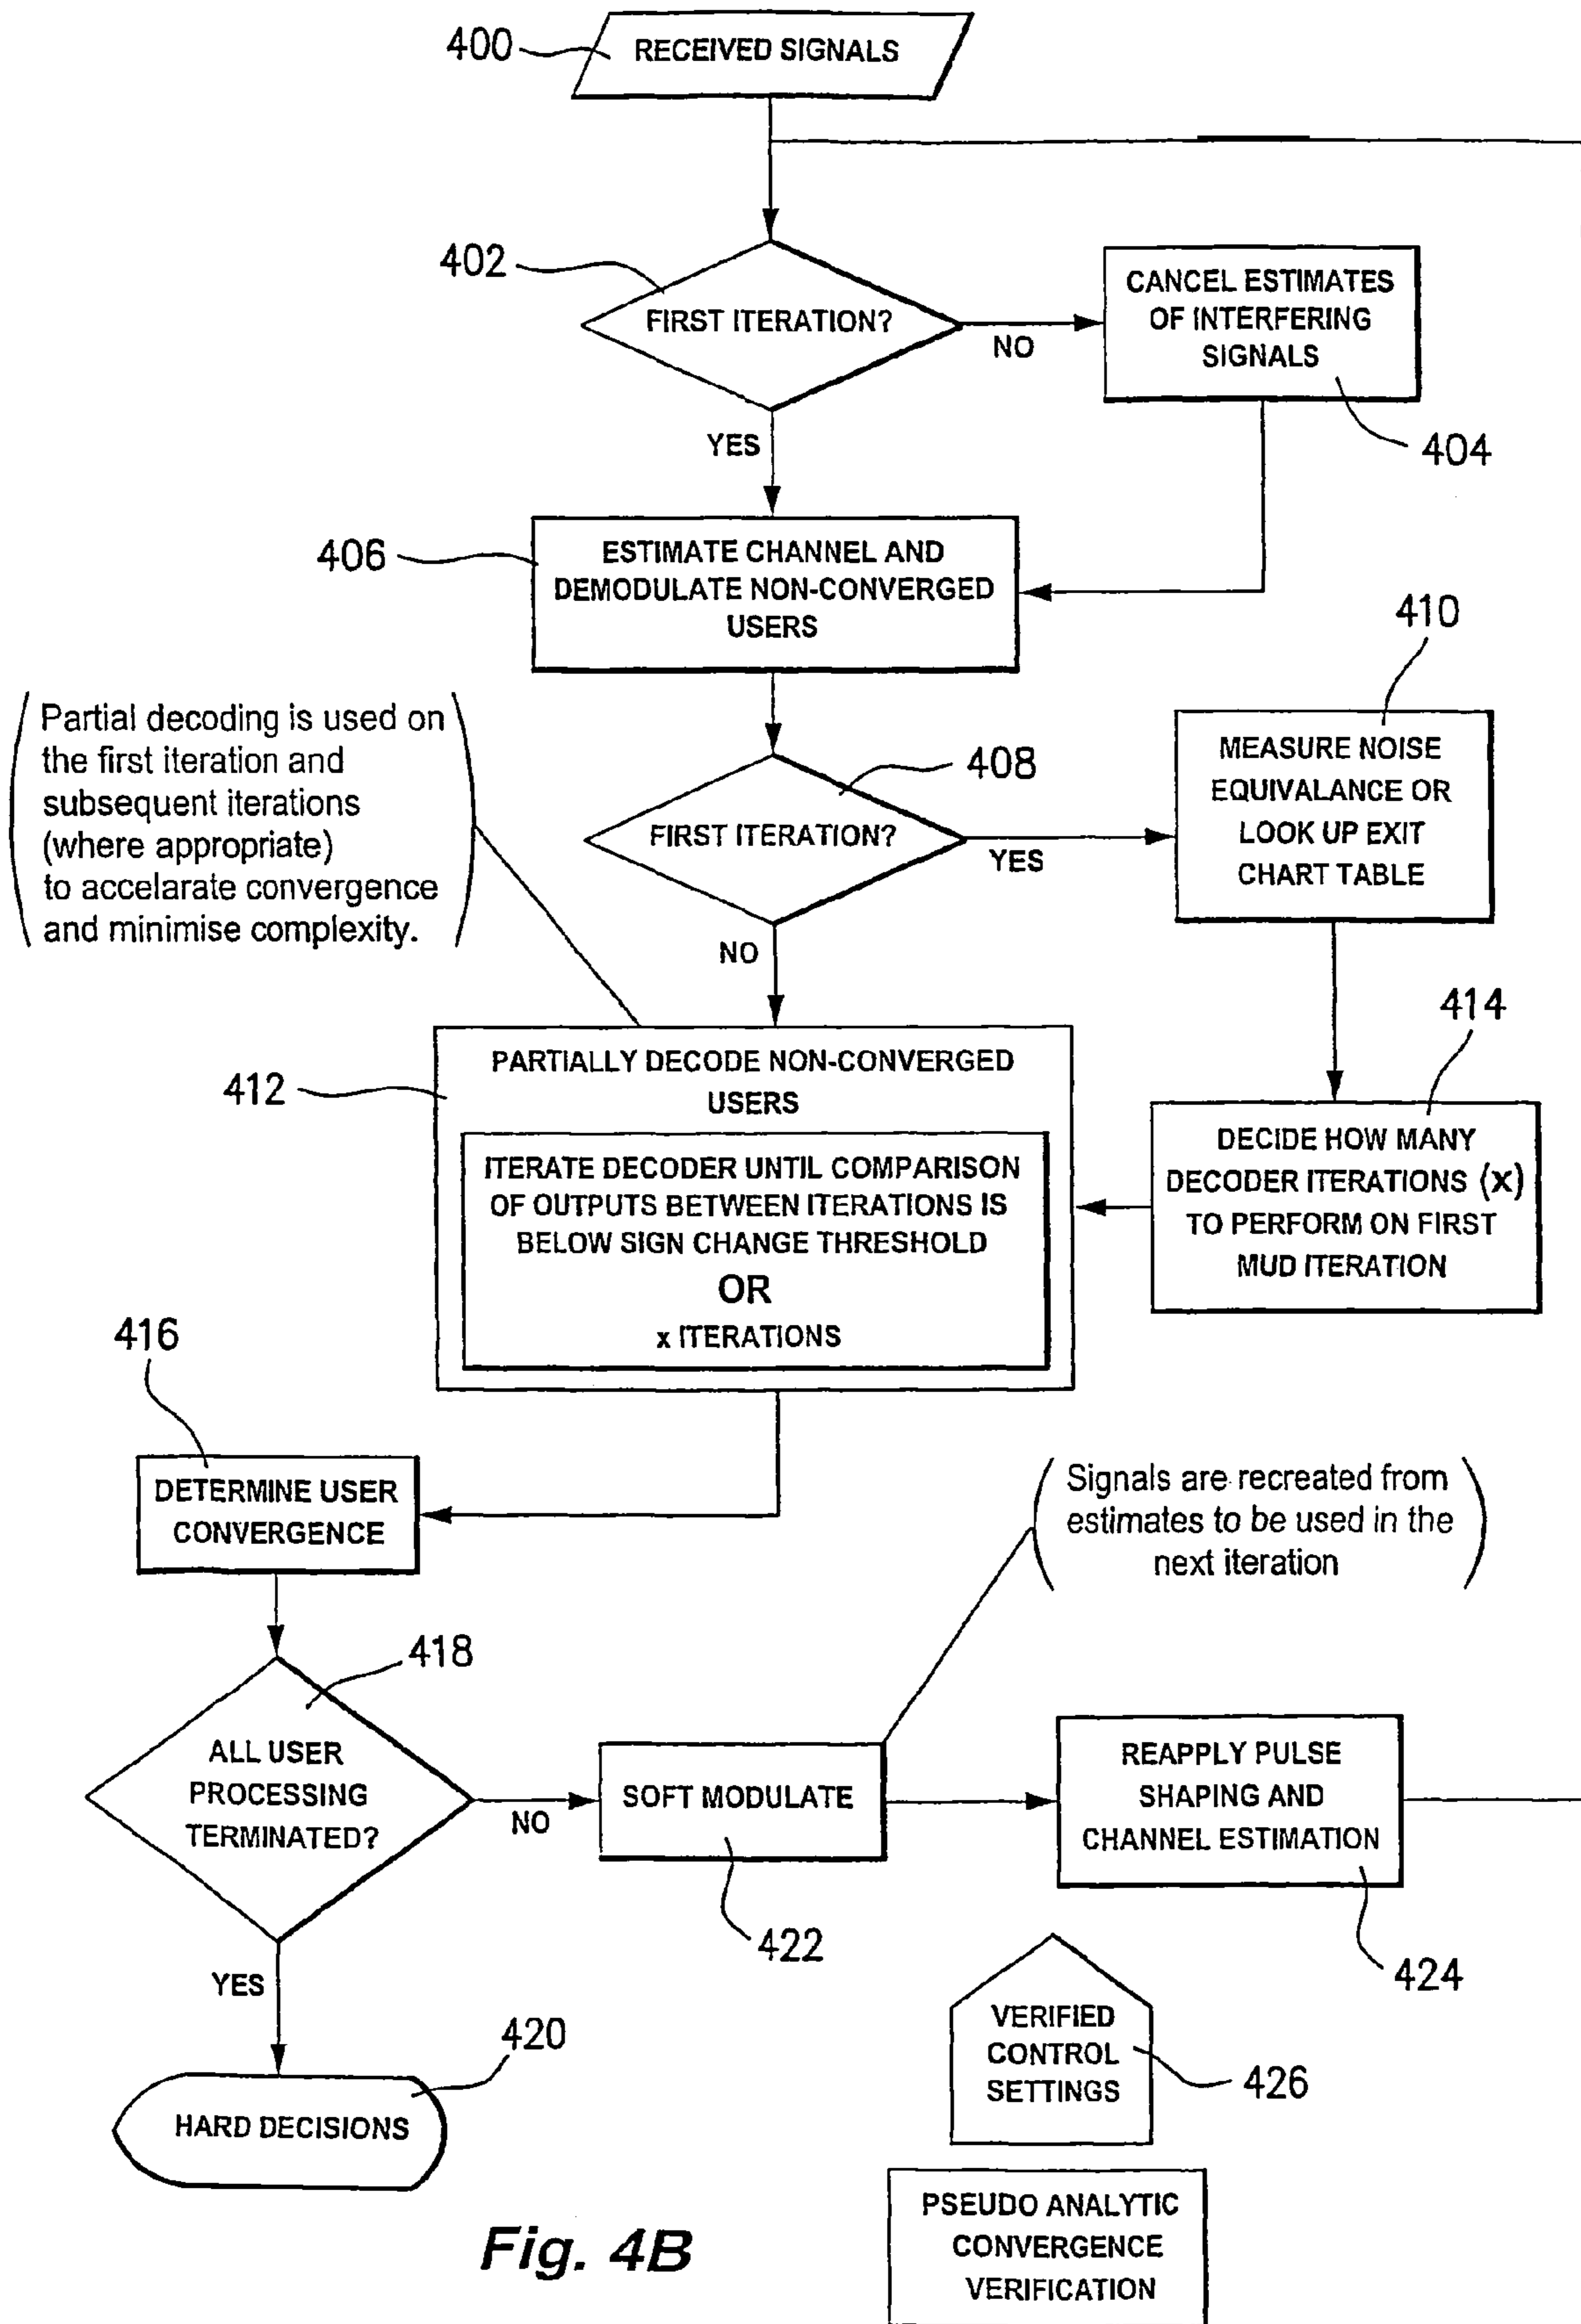 400
RECEIVED SIGNALS
402
FIRST ITERATION?
NO
CANCEL ESTIMATES
OF INTERFERING
SIGNALS
404
YES
406
ESTIMATE CHANNEL AND
DEMODULATE NON-CONVERGED
USERS
410
Partial decoding is used on
the first iteration and
subsequent iterations
(where appropriate)
to accelarate convergence
and minimise complexity.
408
FIRST ITERATION?
YES
MEASURE NOISE
EQUIVALANCE OR
LOOK UP EXIT
CHART TABLE
NO
414
412
PARTIALLY DECODE NON-CONVERGED
USERS
ITERATE DECODER UNTIL COMPARISON
OF OUTPUTS BETWEEN ITERATIONS IS
BELOW SIGN CHANGE THRESHOLD
OR
x ITERATIONS
DECIDE HOW MANY
DECODER ITERATIONS (x)
TO PERFORM ON FIRST
MUD ITERATION
416
DETERMINE USER
CONVERGENCE
Signals are recreated from
estimates to be used in the
next iteration
418
ALL USER
PROCESSING
TERMINATED?
NO
SOFT MODULATE
422
REAPPLY PULSE
SHAPING AND
CHANNEL ESTIMATION
424
YES
420
HARD DECISIONS
VERIFIED
CONTROL
SETTINGS
426
PSEUDO ANALYTIC
CONVERGENCE
VERIFICATION
Fig. 4B